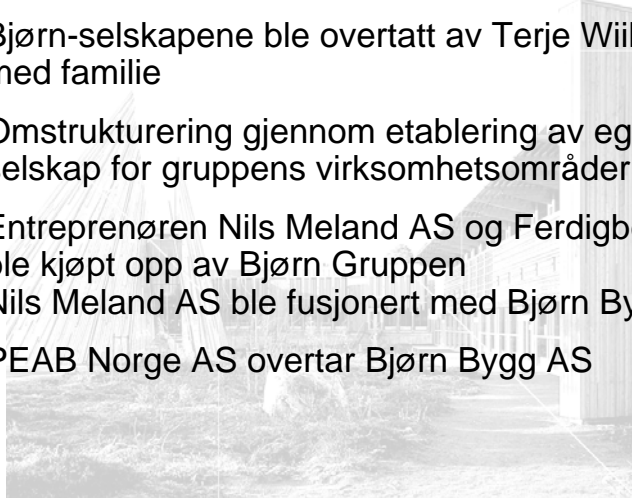 Bjørn-selskapene ble overtatt av Terje
med familie
Omstrukturering gjennom etablering av
selskap for gruppens virksomhetsområder
Entreprenøren Nils Meland AS og
ble kjøpt opp av Bjørn Gruppen
Nils Meland AS ble fusjonert med Bjørn
PEAB Norge AS overtar Bjørn Bygg AS